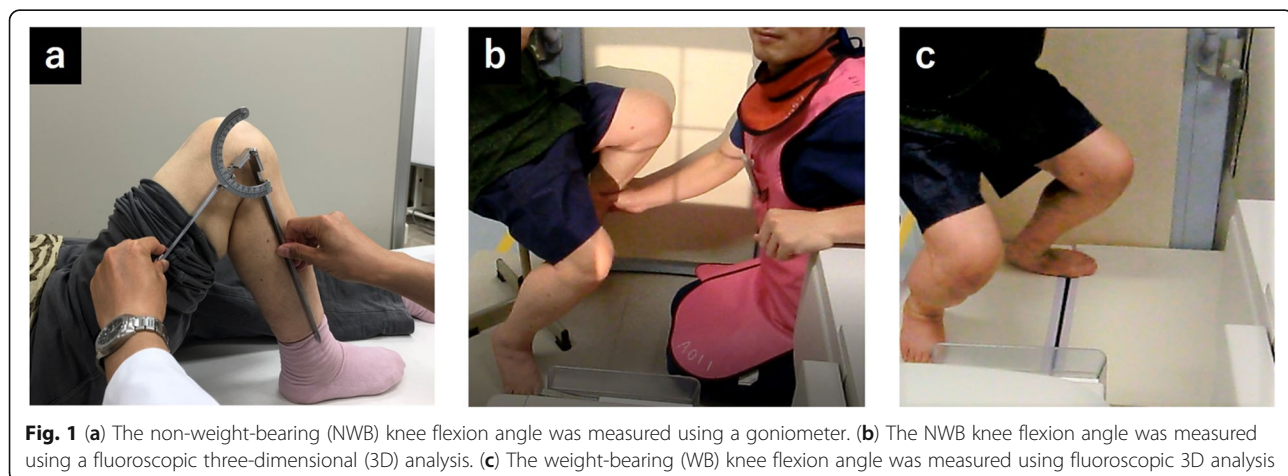 a
b
c
A011
Fig. 1 (a) The non-weight-bearing (NWB) knee flexion angle was measured using a goniometer. (b) The NWB knee flexion angle was measured
using a fluoroscopic three-dimensional (3D) analysis. (c) The weight-bearing (WB) knee flexion angle was measured using fluoroscopic 3D analysis